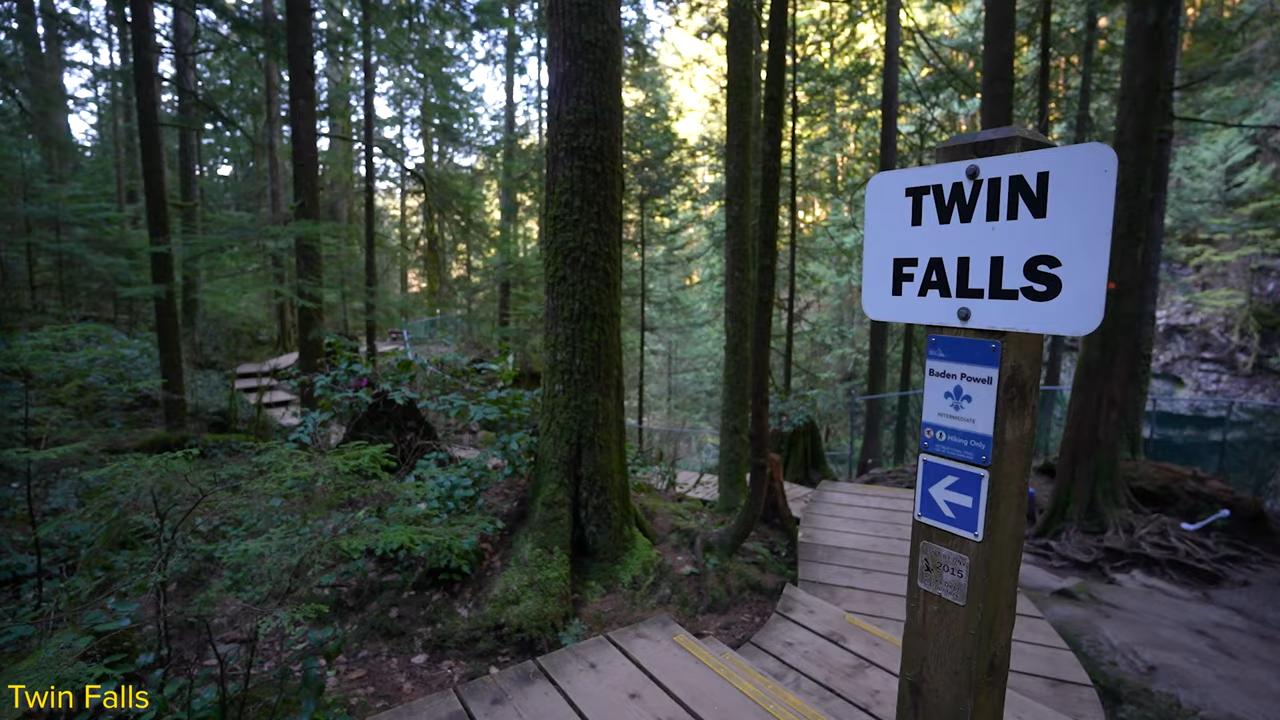 TWIN
FALLS
Baden Powell
INTERMEDIATE
Hiking Only
2015
Twin Falls